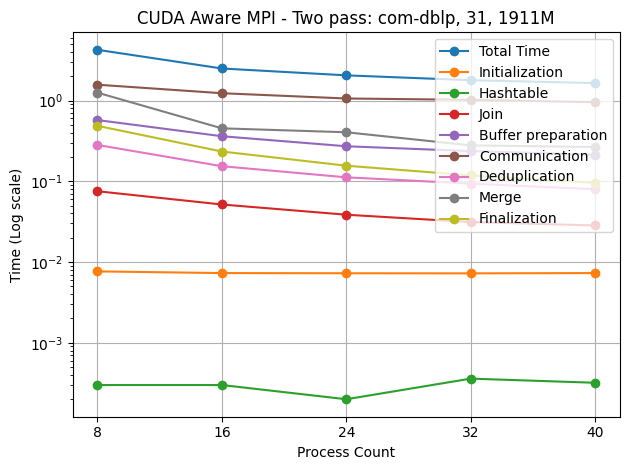 CUDA Aware MPI - Two pass: com-dblp, 31, 1911M
Total Time
Initialization
Hashtable
Join
Buffer preparation
Communication
Deduplication
Merge
Finalization
Time (Log scale)
10⁰
10⁻¹
10⁻²
10⁻³
8 16 24 32 40
Process Count